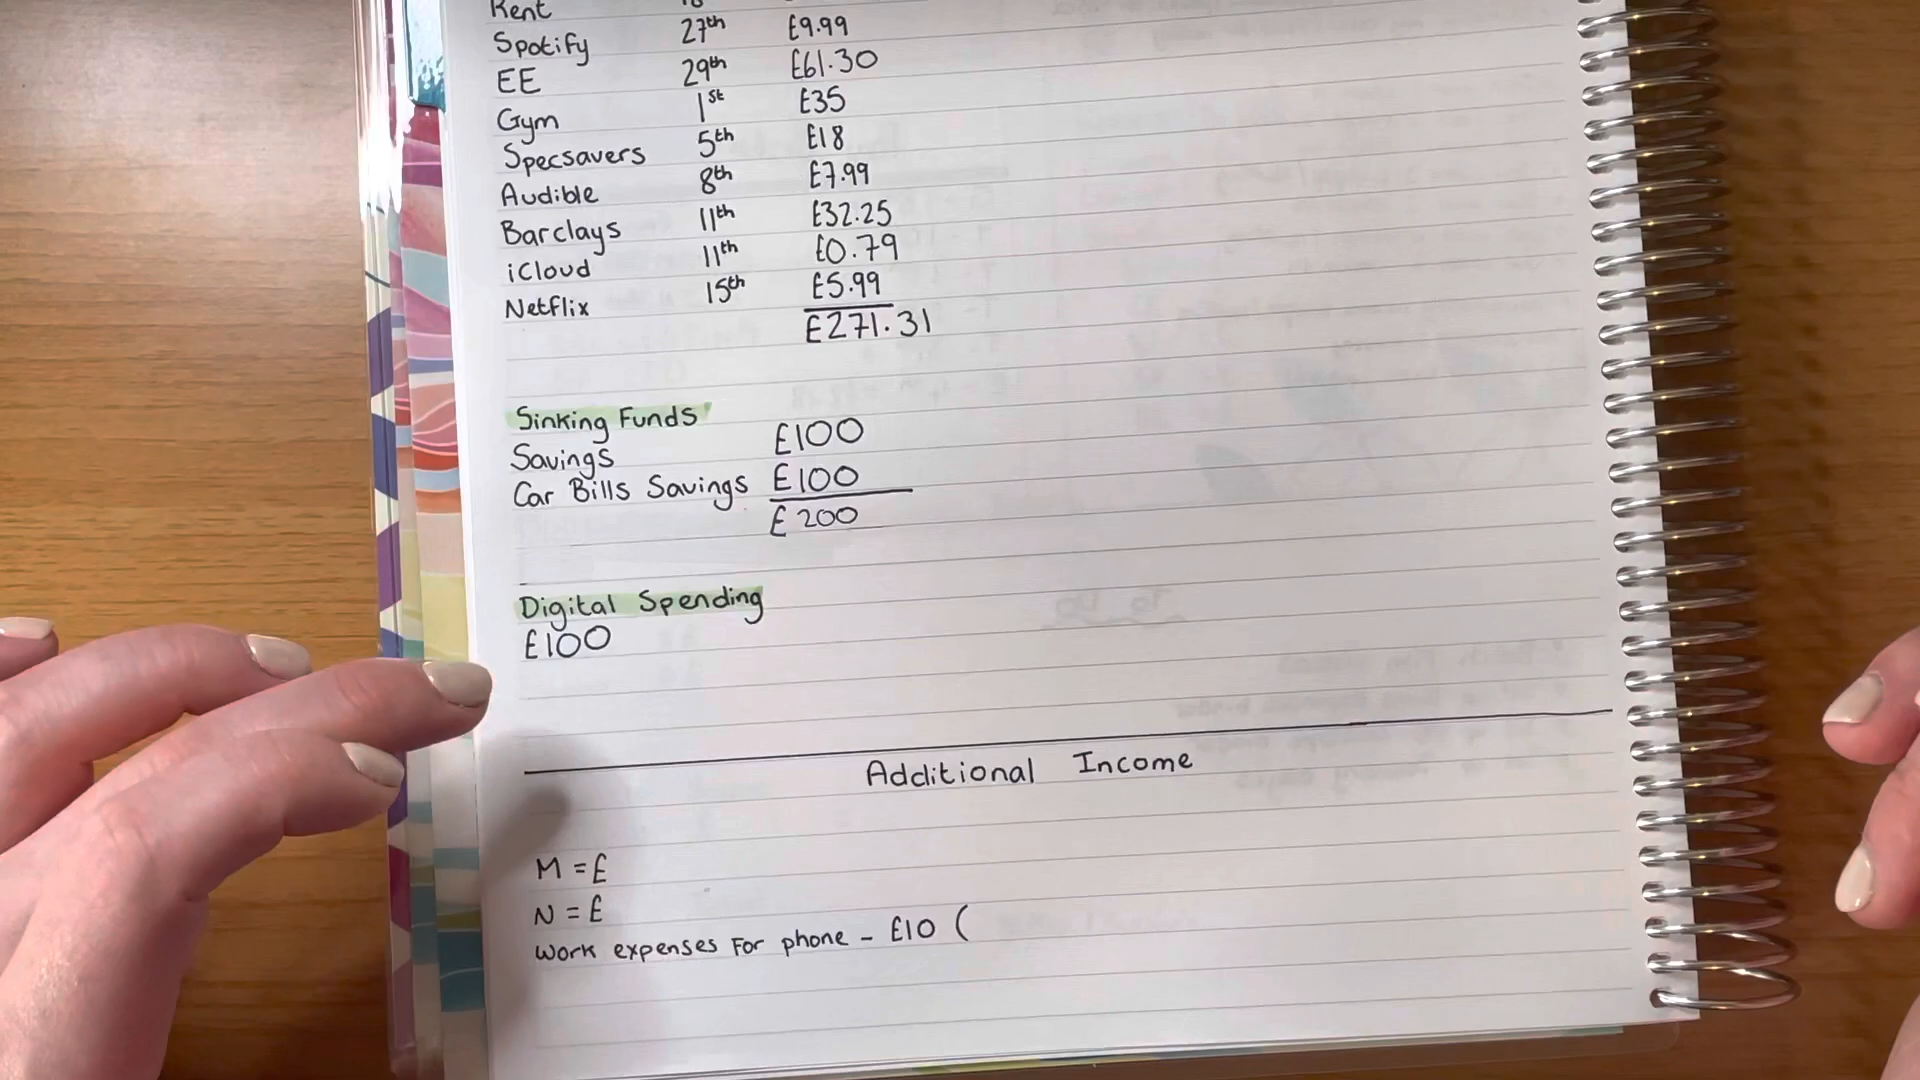 Rent
Spotify 27th £9.99
EE 29th £61.30
Gym 1st £35
Specsavers 5th £18
Audible 8th £7.99
Barclays 11th £32.25
iCloud 11th £0.79
Netflix 15th £5.99
£271.31
Sinking Funds
Savings £100
Car Bills Savings £100
£200
Digital Spending
£100
Additional Income
M = £
N = £
Work expenses For phone - £10 (